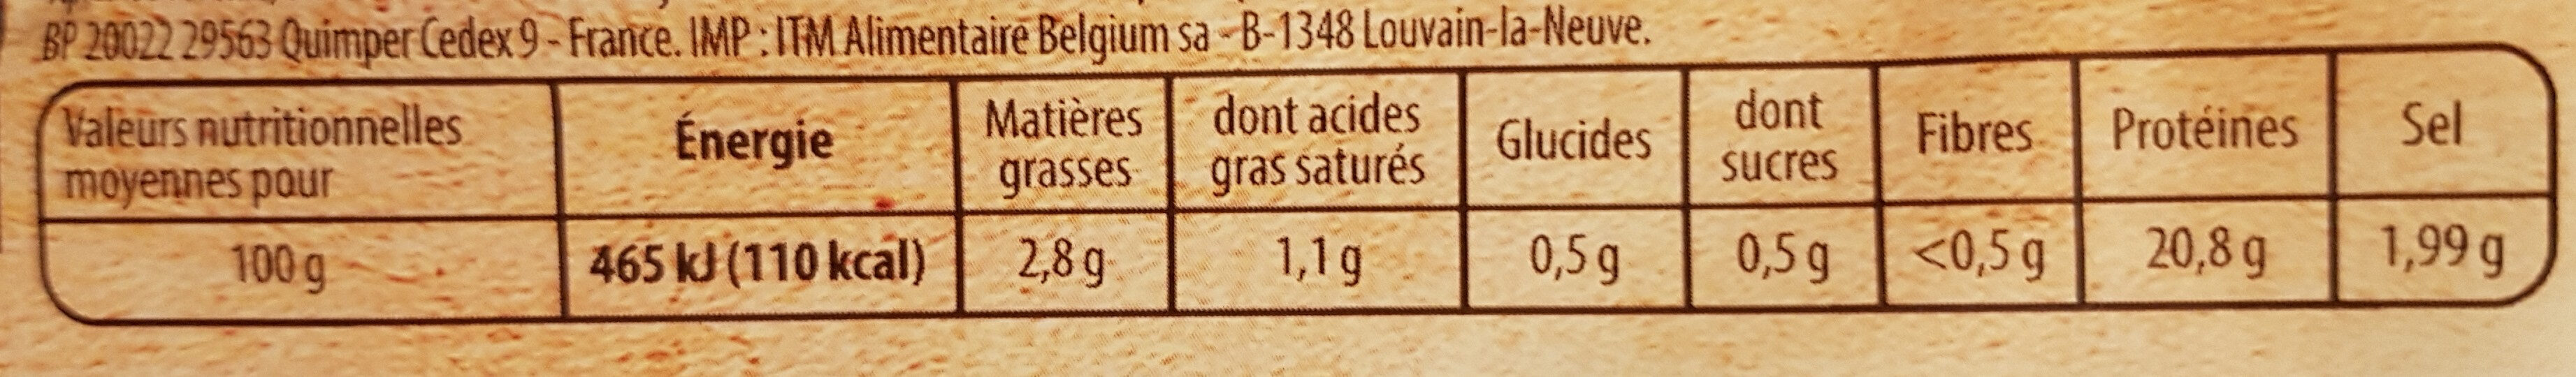 BP 20022 29563 Quimper Cedex 9 - France. IMP : ITM Alimentaire Belgium sa - B-1348 Louvain-la-Neuve.
Valeurs nutritionnelles moyennes pour
Énergie
Matières grasses
dont acides gras saturés
Glucides
dont sucres
Fibres
Protéines
Sel
100 g
465 kJ (110 kcal)
2,8 g
1,1 g
0,5 g
0,5 g
<0,5 g
20,8 g
1,99 g